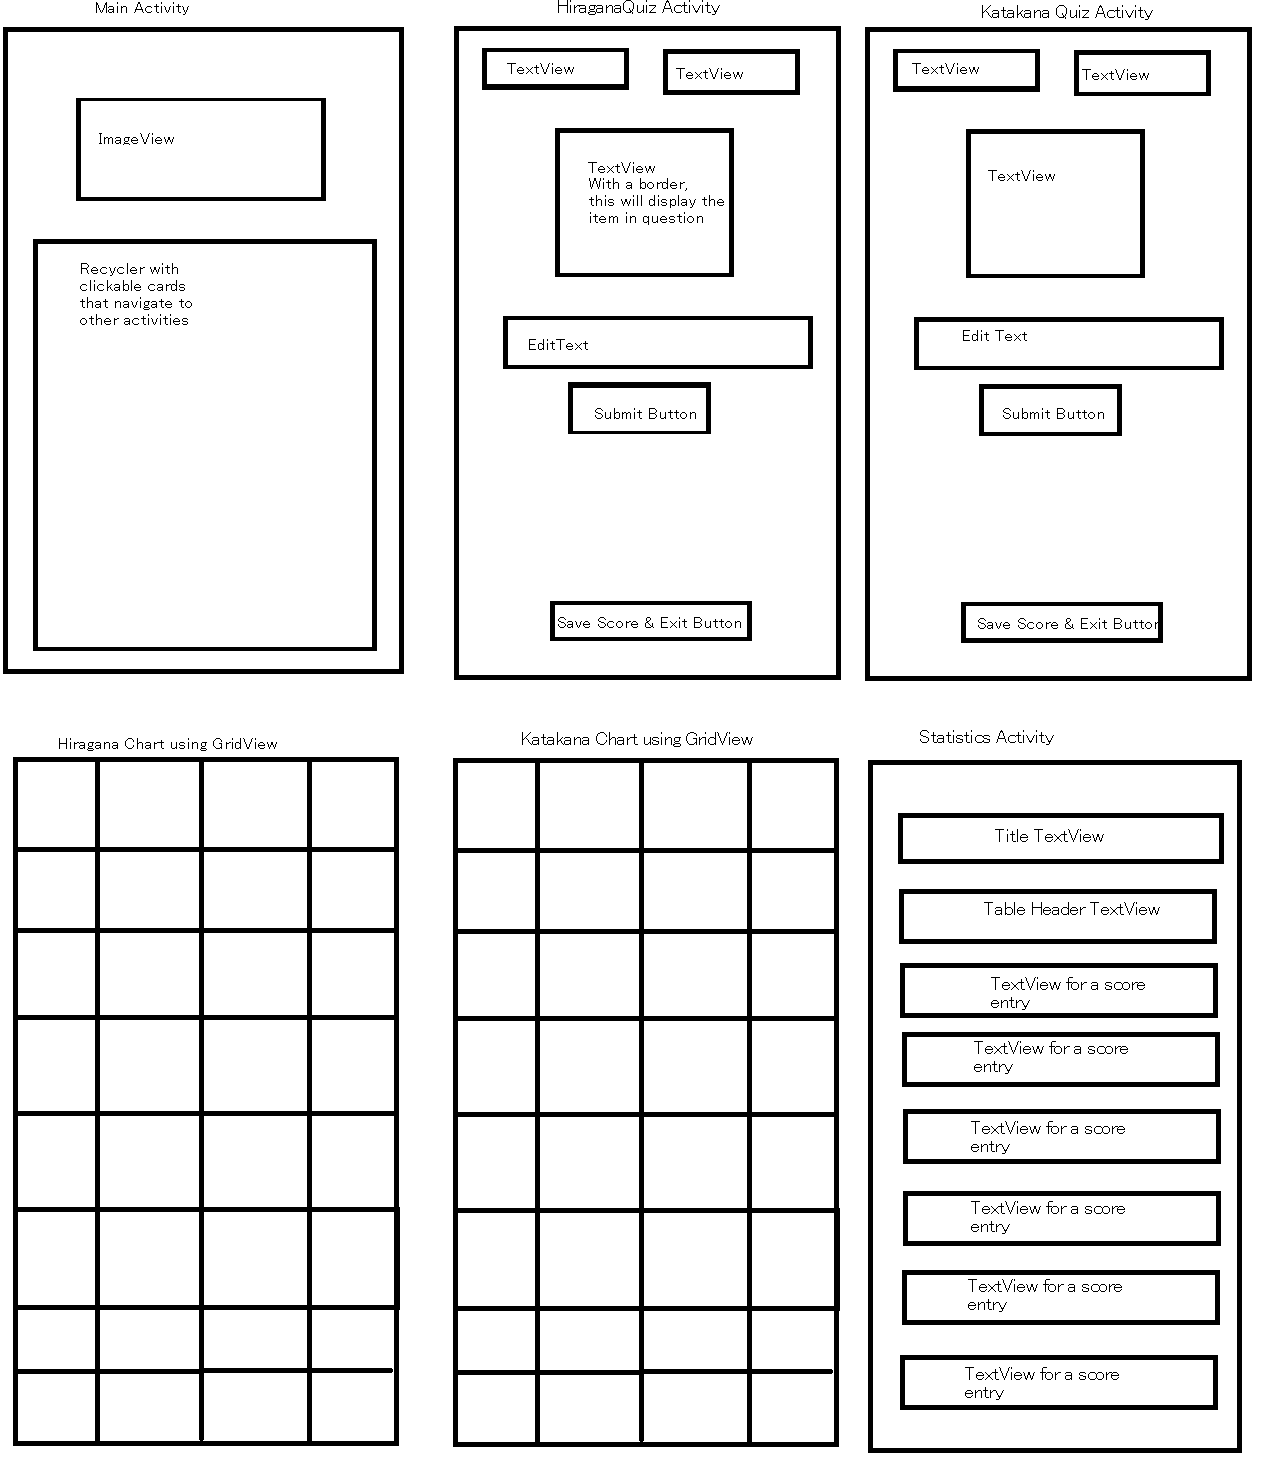 Main Activity
ImageView
Recycler with
clickable cards
that navigate to
other activities
HiraganaQuiz Activity
TextView
TextView
TextView
With a border,
this will display the
item in question
EditText
Submit Button
Save Score & Exit Button
Katakana Quiz Activity
TextView
TextView
TextView
Edit Text
Submit Button
Save Score & Exit Button
Hiragana Chart using GridView
Katakana Chart using GridView
Statistics Activity
Title TextView
Table Header TextView
TextView for a score
entry
TextView for a score
entry
TextView for a score
entry
TextView for a score
entry
TextView for a score
entry
TextView for a score
entry